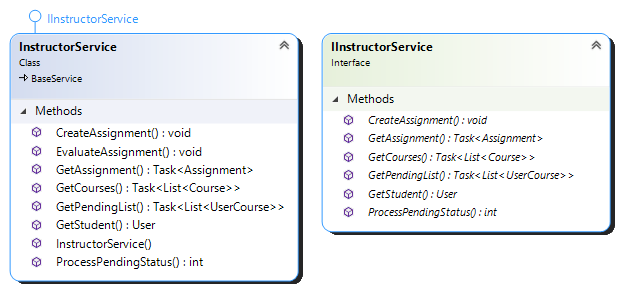 IInstructorService
InstructorService
Class
BaseService
Methods
CreateAssignment() : void
EvaluateAssignment() : void
GetAssignment() : Task<Assignment>
GetCourses() : Task<List<Course>>
GetPendingList() : Task<List<UserCourse>>
GetStudent() : User
InstructorService()
ProcessPendingStatus() : int
IInstructorService
Interface
Methods
CreateAssignment() : void
GetAssignment() : Task<Assignment>
GetCourses() : Task<List<Course>>
GetPendingList() : Task<List<UserCourse>>
GetStudent() : User
ProcessPendingStatus() : int